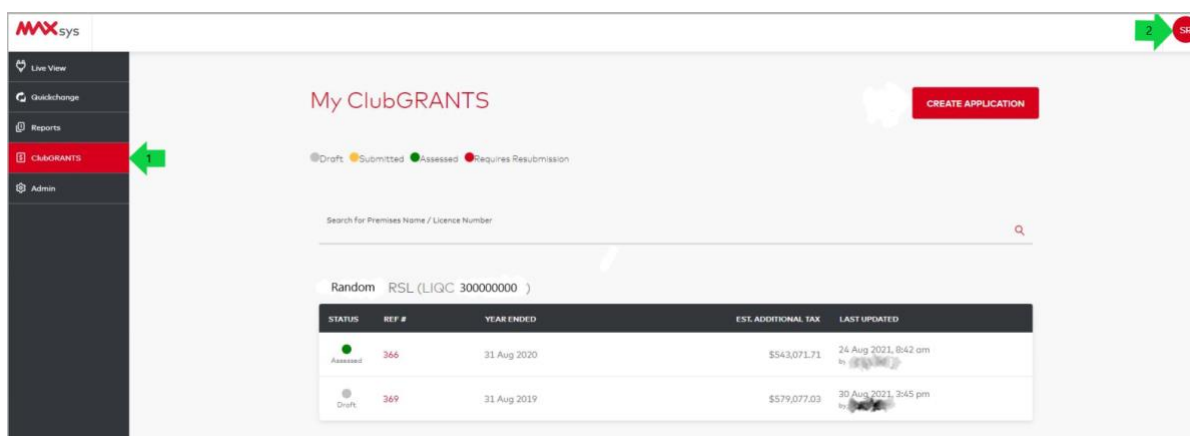 MAXsys
2
SR
Live View
Quickchange
Reports
ClubGRANTS
1
Admin
My ClubGRANTS
CREATE APPLICATION
Draft Submitted Assessed Requires Resubmission
Search for Premises Name / Licence Number
Random RSL (LIQC 300000000 )
STATUS REF # YEAR ENDED EST. ADDITIONAL TAX LAST UPDATED
Assessed 366 31 Aug 2020 $543,071.71 24 Aug 2021, 8:42 am
by
Draft 369 31 Aug 2019 $579,077.03 30 Aug 2021, 3:45 pm
by